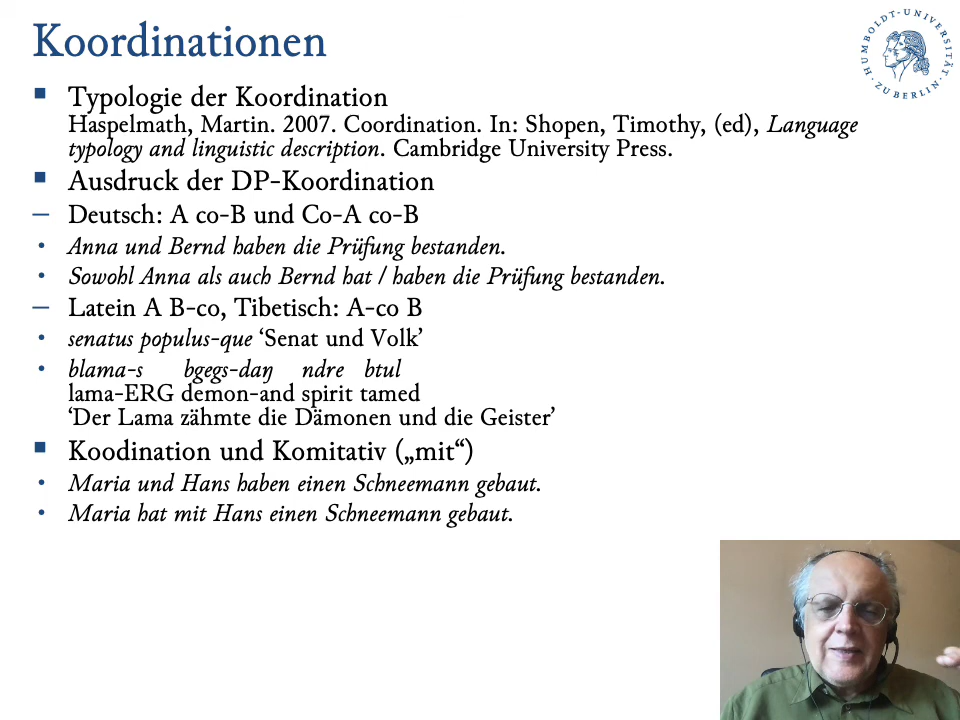 Koordinationen
HUMBOLDT-UNIVERSITÄT
· ZU BERLIN ·
▪ Typologie der Koordination
Haspelmath, Martin. 2007. Coordination. In: Shopen, Timothy, (ed), Language
typology and linguistic description. Cambridge University Press.
▪ Ausdruck der DP-Koordination
– Deutsch: A co-B und Co-A co-B
• Anna und Bernd haben die Prüfung bestanden.
• Sowohl Anna als auch Bernd hat / haben die Prüfung bestanden.
– Latein A B-co, Tibetisch: A-co B
• senatus populus-que ‘Senat und Volk’
• blama-s bgegs-daŋ ndre btul
lama-ERG demon-and spirit tamed
‘Der Lama zähmte die Dämonen und die Geister’
▪ Koodination und Komitativ („mit“)
• Maria und Hans haben einen Schneemann gebaut.
• Maria hat mit Hans einen Schneemann gebaut.